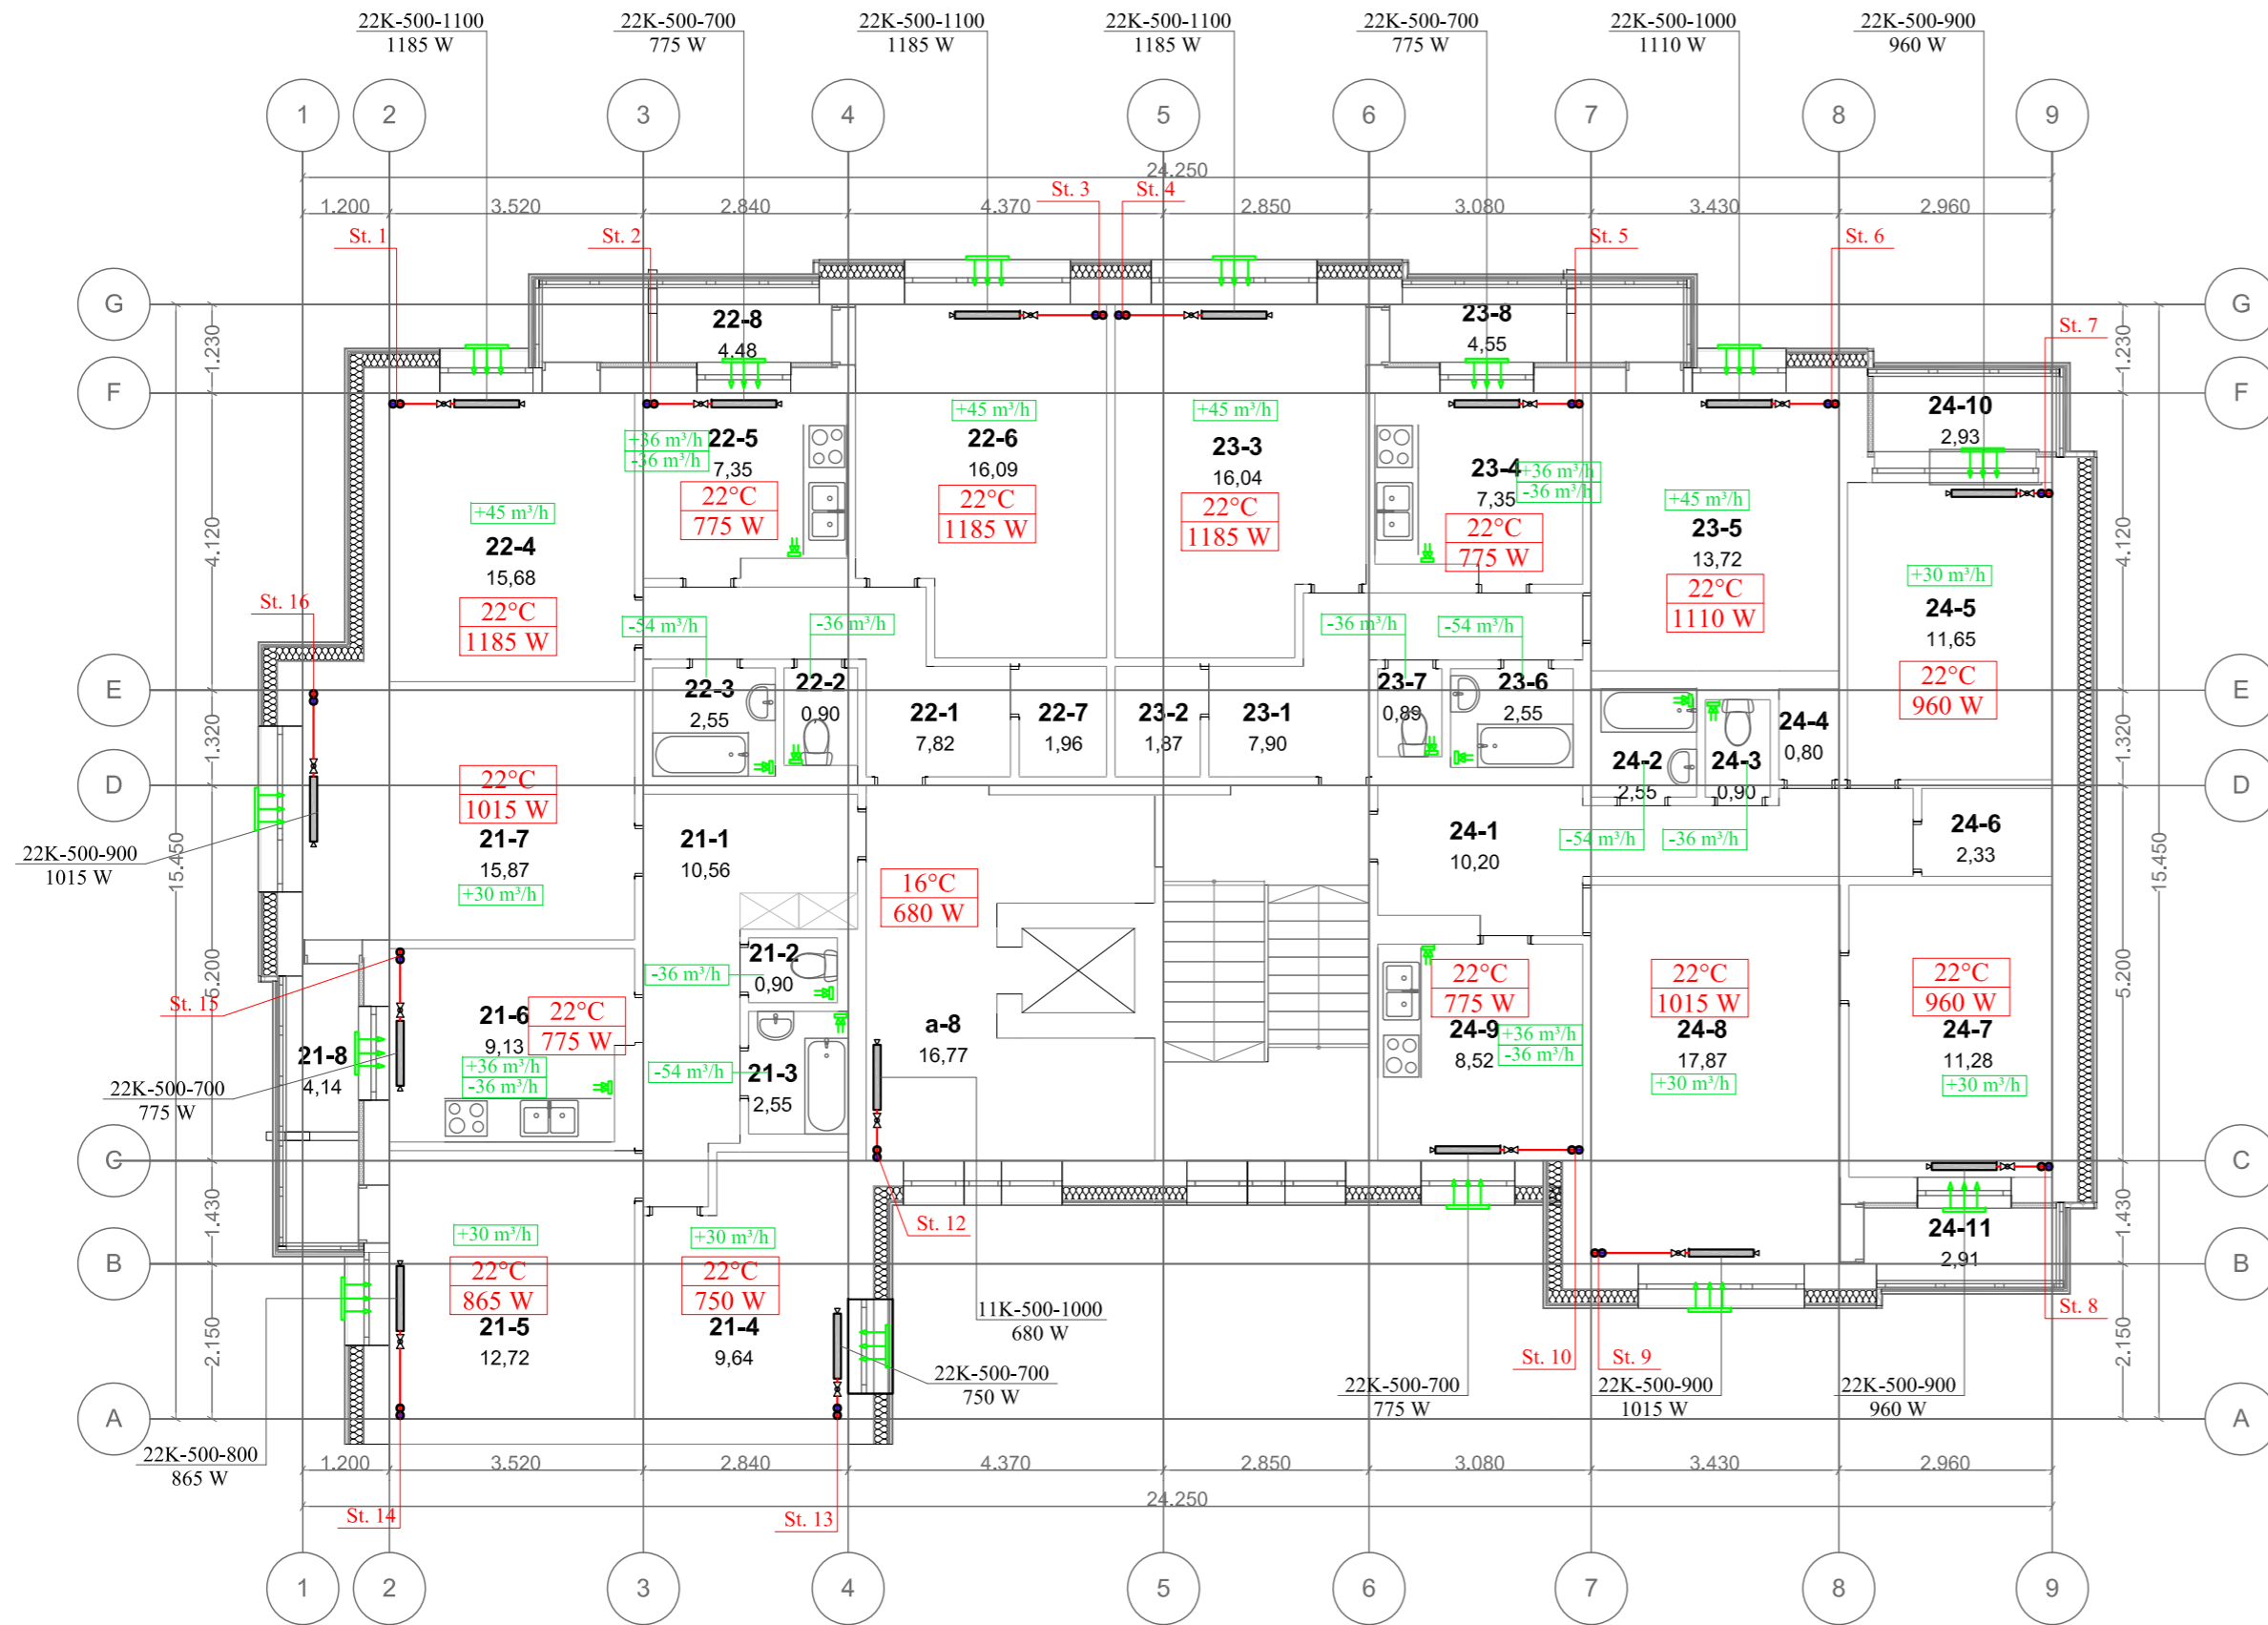 22K-500-1100
1185 W
22K-500-700
775 W
22K-500-1100
1185 W
22K-500-1100
1185 W
22K-500-700
775 W
22K-500-1000
1110 W
22K-500-900
960 W
1
2
3
4
5
6
7
8
9
24.250
1.200
3.520
2.840
4.370
2.850
3.080
3.430
2.960
St. 1
St. 2
St. 3
St. 4
St. 5
St. 6
St. 7
G
G
1.230
1.230
F
F
22-8
4,48
23-8
4,55
24-10
2,93
+36 m³/h
-36 m³/h
22-5
7,35
22°C
775 W
+45 m³/h
22-6
16,09
22°C
1185 W
+45 m³/h
23-3
16,04
22°C
1185 W
23-4
7,35
+36 m³/h
-36 m³/h
22°C
775 W
+45 m³/h
23-5
13,72
22°C
1110 W
+45 m³/h
22-4
15,68
22°C
1185 W
+30 m³/h
24-5
11,65
22°C
960 W
4.120
4.120
St. 16
-54 m³/h
-36 m³/h
-36 m³/h
-54 m³/h
E
E
22-3
2,55
22-2
0,90
22-1
7,82
22-7
1,96
23-2
1,87
23-1
7,90
23-7
0,89
23-6
2,55
24-2
2,55
24-3
0,90
24-4
0,80
1.320
1.320
D
D
22°C
1015 W
21-7
15,87
+30 m³/h
22K-500-900
1015 W
15.450
15.450
21-1
10,56
16°C
680 W
24-1
10,20
-54 m³/h
-36 m³/h
24-6
2,33
5.200
5.200
St. 15
21-6
9,13
22°C
775 W
+36 m³/h
-36 m³/h
21-2
0,90
-36 m³/h
21-3
2,55
-54 m³/h
a-8
16,77
22°C
775 W
24-9
8,52
+36 m³/h
-36 m³/h
22°C
1015 W
24-8
17,87
+30 m³/h
22°C
960 W
24-7
11,28
+30 m³/h
21-8
4,14
22K-500-700
775 W
C
C
1.430
1.430
St. 12
24-11
2,91
B
B
+30 m³/h
22°C
865 W
21-5
12,72
+30 m³/h
22°C
750 W
21-4
9,64
11K-500-1000
680 W
22K-500-700
750 W
St. 8
St. 10
St. 9
2.150
2.150
22K-500-700
775 W
22K-500-900
1015 W
22K-500-900
960 W
A
A
22K-500-800
865 W
1.200
3.520
2.840
4.370
2.850
3.080
3.430
2.960
24.250
St. 14
St. 13
1
2
3
4
5
6
7
8
9